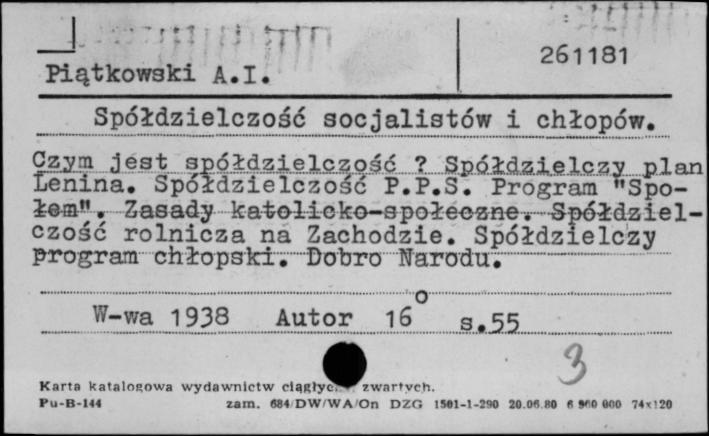 261181
Piątkowski A.I.
Spółdzielczość socjalistów i chłopów.
Czym jest spółdzielczość ? Spółdzielczy plan
Lenina. Spółdzielczość P.P.S. Program "Spo-
łem". Zasady katolicko-społeczne. Spółdziel-
czość rolnicza na Zachodzie. Spółdzielczy
program chłopski. Dobro Narodu.
W-wa 1938 Autor 16° s.55
3
Karta katalogowa wydawnictw zwartych.
Pu-B-144 zam. 684/DW/WA/On DZG 1501-1-290 20.06.80 6 960 000 74x120